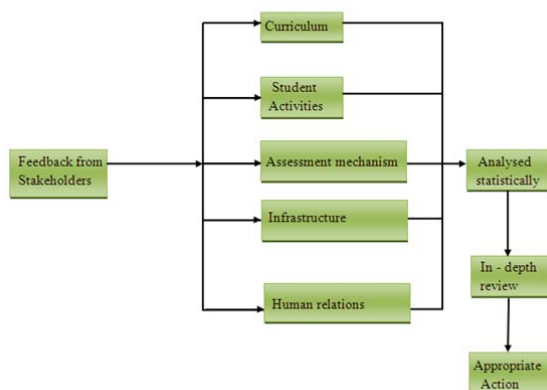 Curriculum
Student
Activities
Feedback from
Stakeholders
Assessment mechanism
Analysed
statistically
Infrastructure
In - depth
review
Human relations
Appropriate
Action